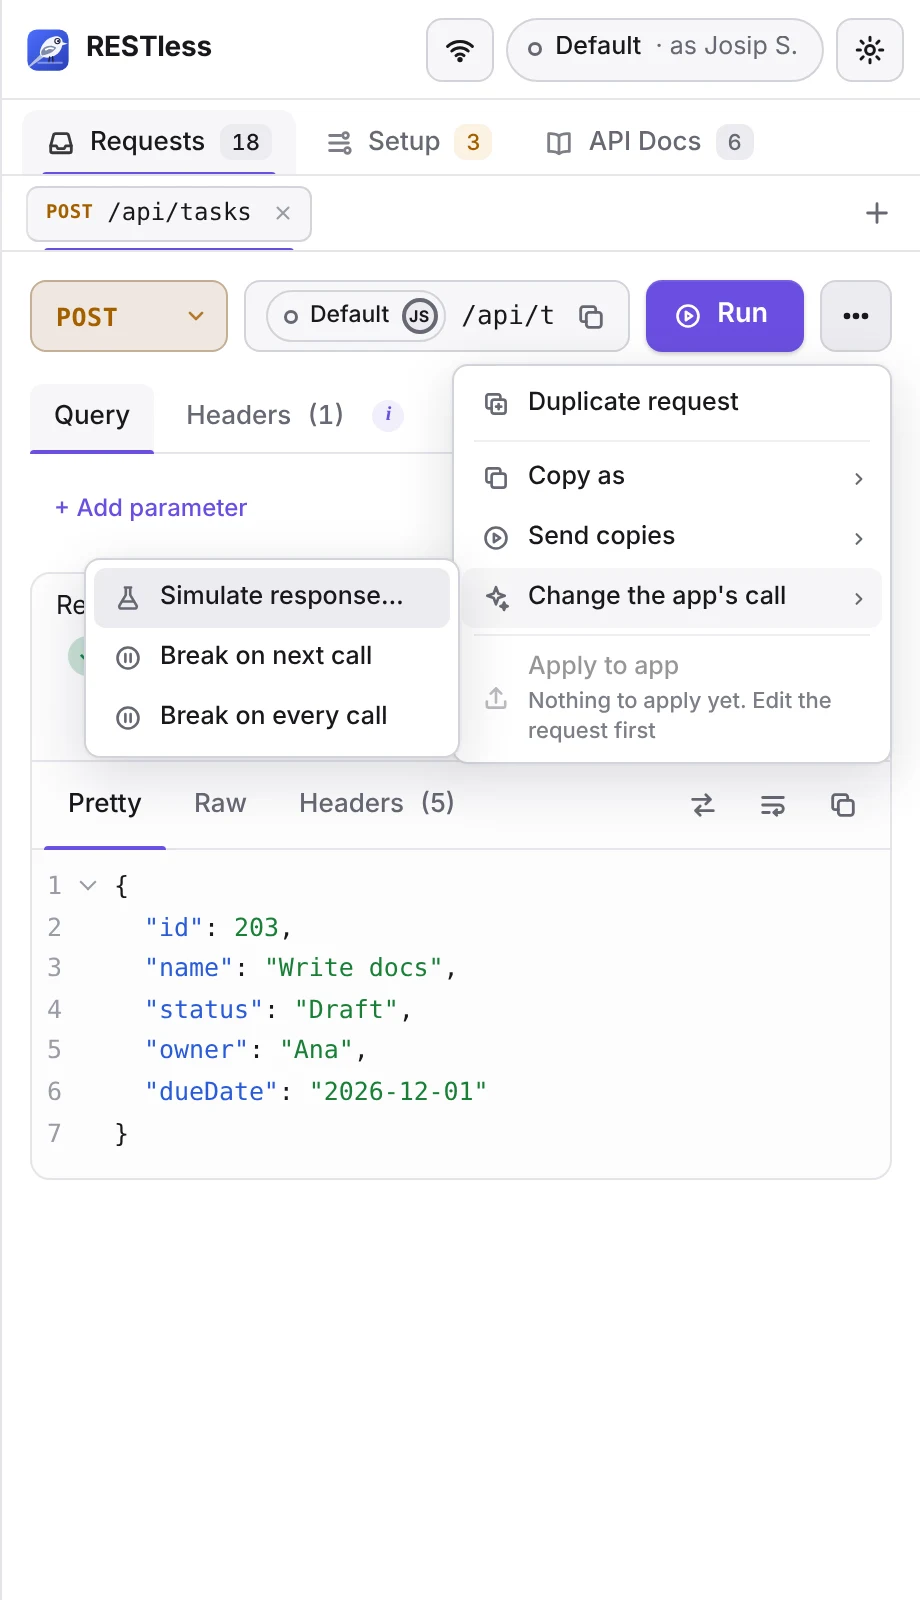 RESTless
Default · as Josip S.
Requests 18
Setup 3
API Docs 6
POST /api/tasks
POST
Default JS /api/t
Run
Query
Headers (1)
i
+ Add parameter
Duplicate request
Copy as
Send copies
Change the app's call
Apply to app
Nothing to apply yet. Edit the
request first
Re
Simulate response...
Break on next call
Break on every call
Pretty
Raw
Headers (5)
1 {
2 "id": 203,
3 "name": "Write docs",
4 "status": "Draft",
5 "owner": "Ana",
6 "dueDate": "2026-12-01"
7 }